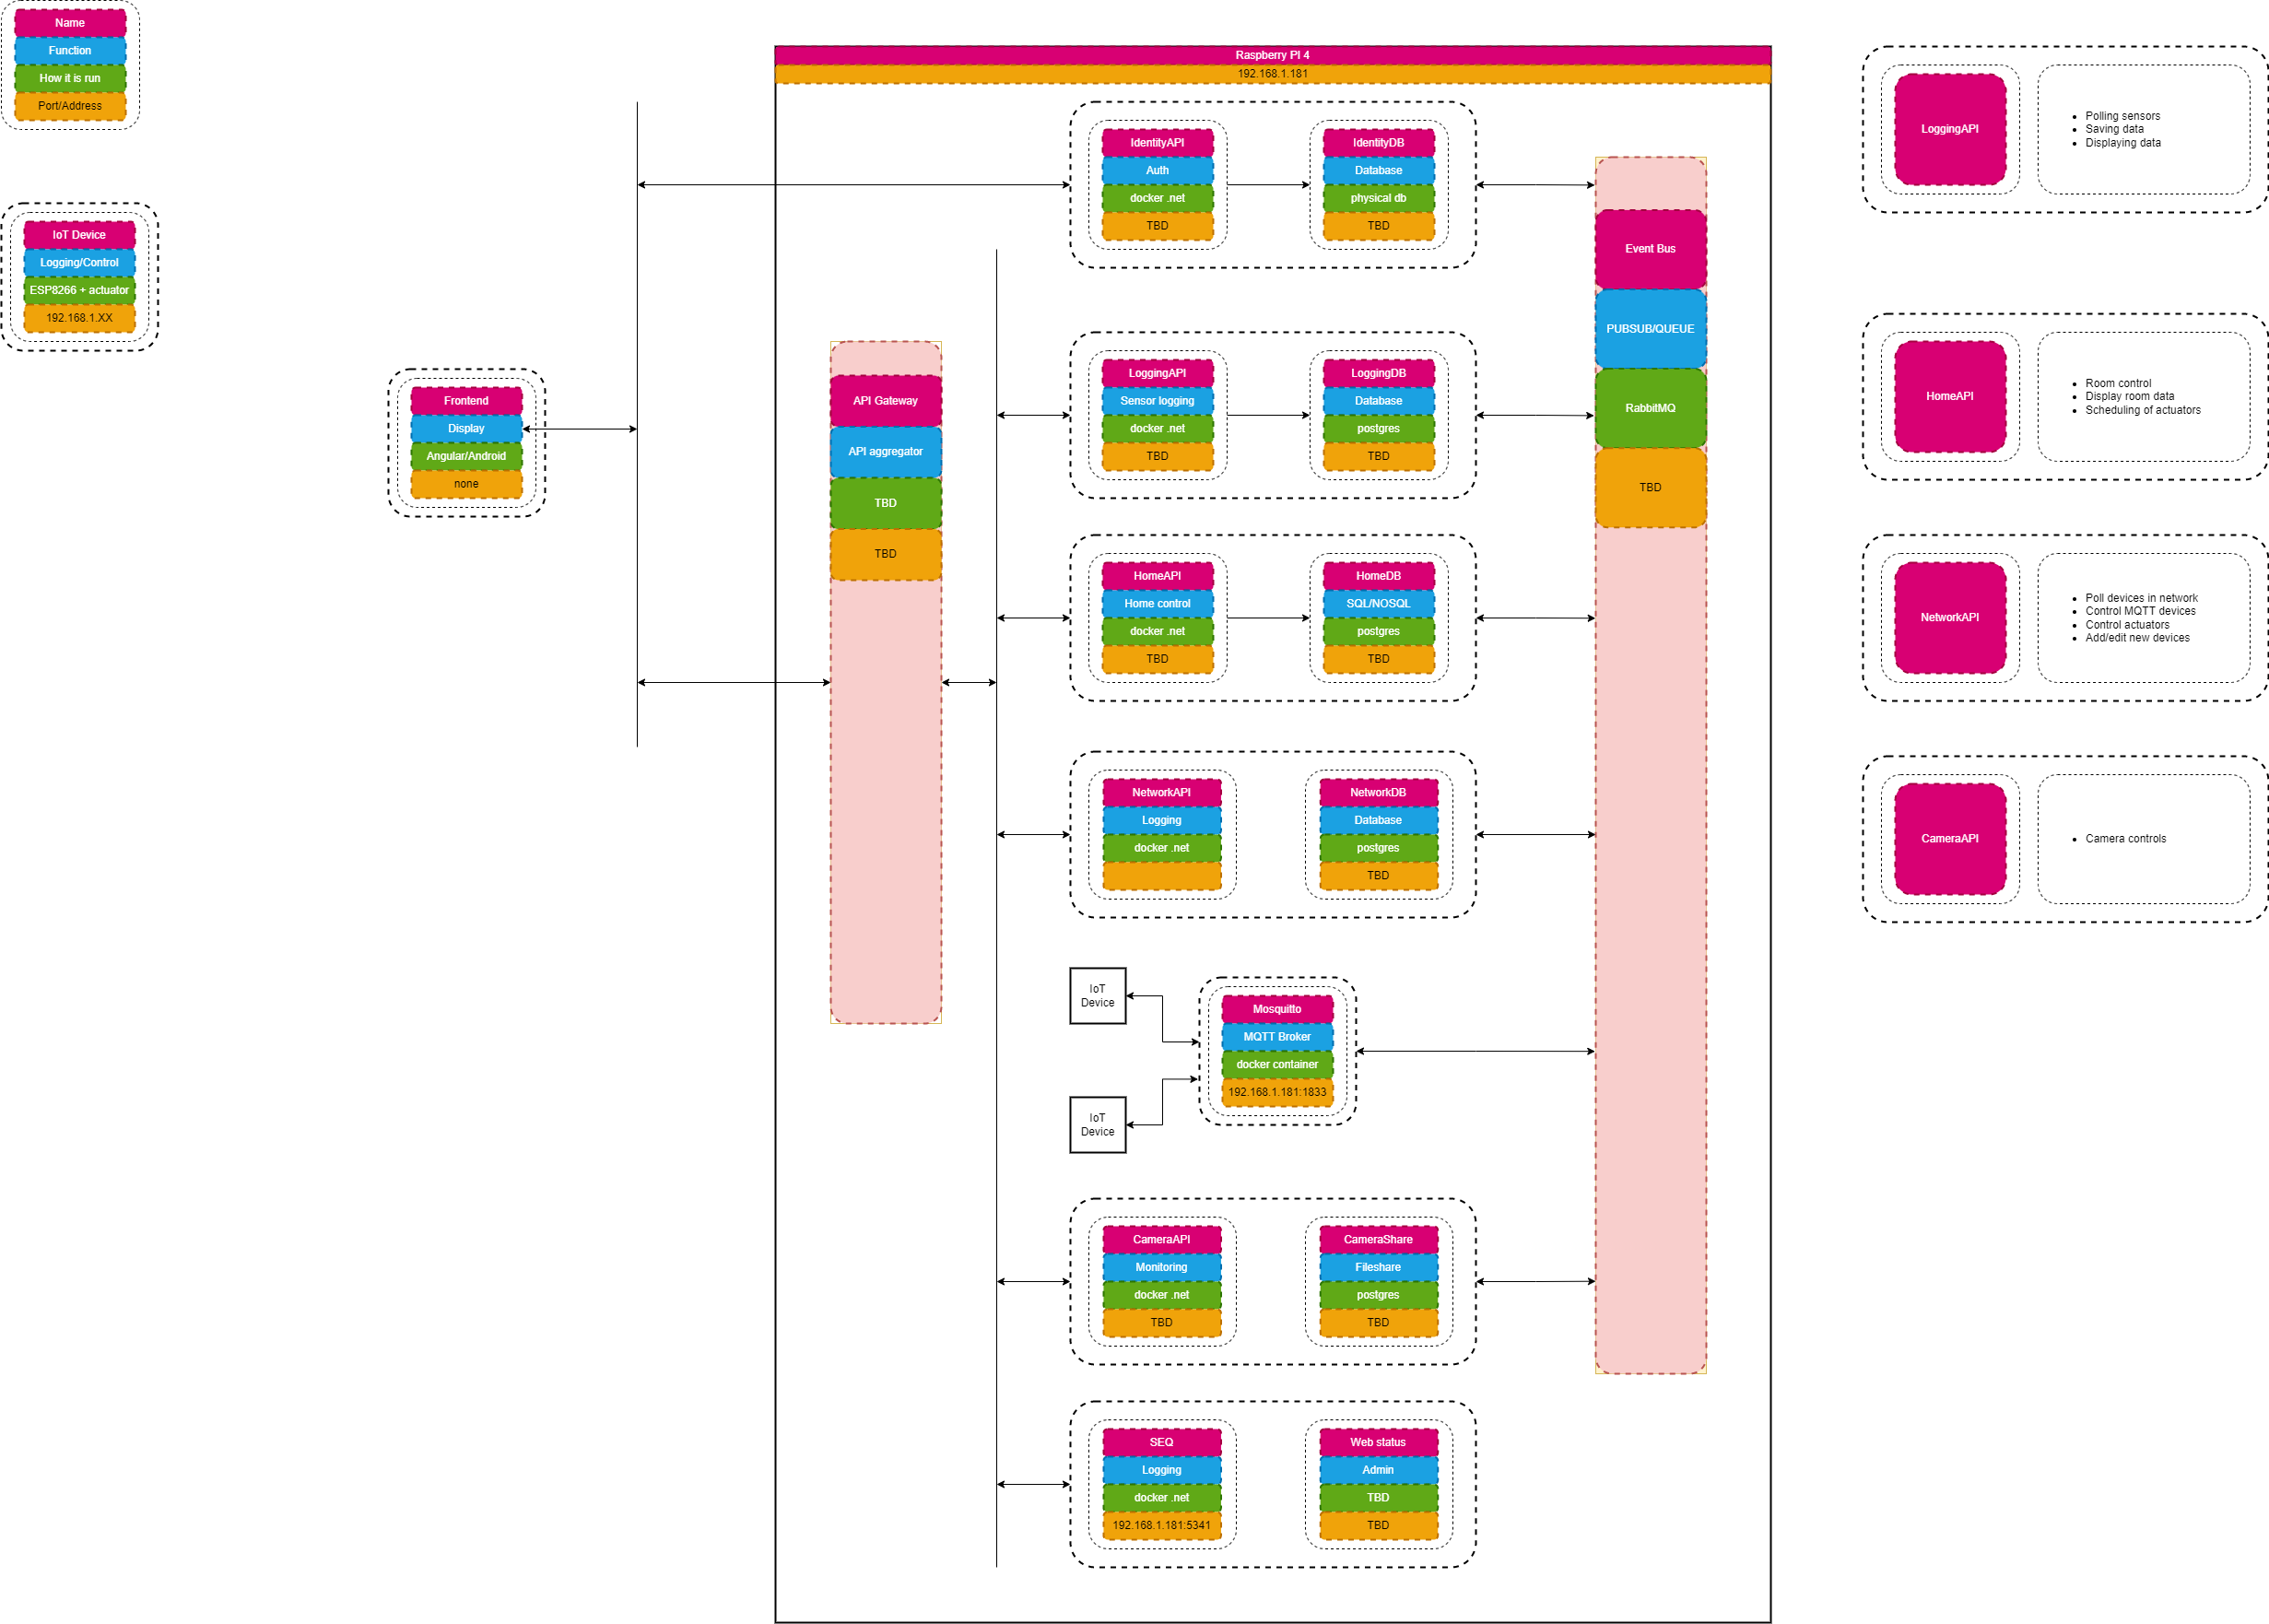 Name
Function
How it is run
Port/Address
IoT Device
Logging/Control
ESP8266 + actuator
192.168.1.XX
Frontend
Display
Angular/Android
none
Raspberry PI 4
192.168.1.181
API Gateway
API aggregator
TBD
TBD
IdentityAPI
Auth
docker .net
TBD
IdentityDB
Database
physical db
TBD
LoggingAPI
Sensor logging
docker .net
TBD
LoggingDB
Database
postgres
TBD
HomeAPI
Home control
docker .net
TBD
HomeDB
SQL/NOSQL
postgres
TBD
NetworkAPI
Logging
docker .net
NetworkDB
Database
postgres
TBD
IoT
Device
IoT
Device
Mosquitto
MQTT Broker
docker container
192.168.1.181:1833
CameraAPI
Monitoring
docker .net
TBD
CameraShare
Fileshare
postgres
TBD
SEQ
Logging
docker .net
192.168.1.181:5341
Web status
Admin
TBD
TBD
Event Bus
PUBSUB/QUEUE
RabbitMQ
TBD
LoggingAPI
• Polling sensors
• Saving data
• Displaying data
HomeAPI
• Room control
• Display room data
• Scheduling of actuators
NetworkAPI
• Poll devices in network
• Control MQTT devices
• Control actuators
• Add/edit new devices
CameraAPI
• Camera controls